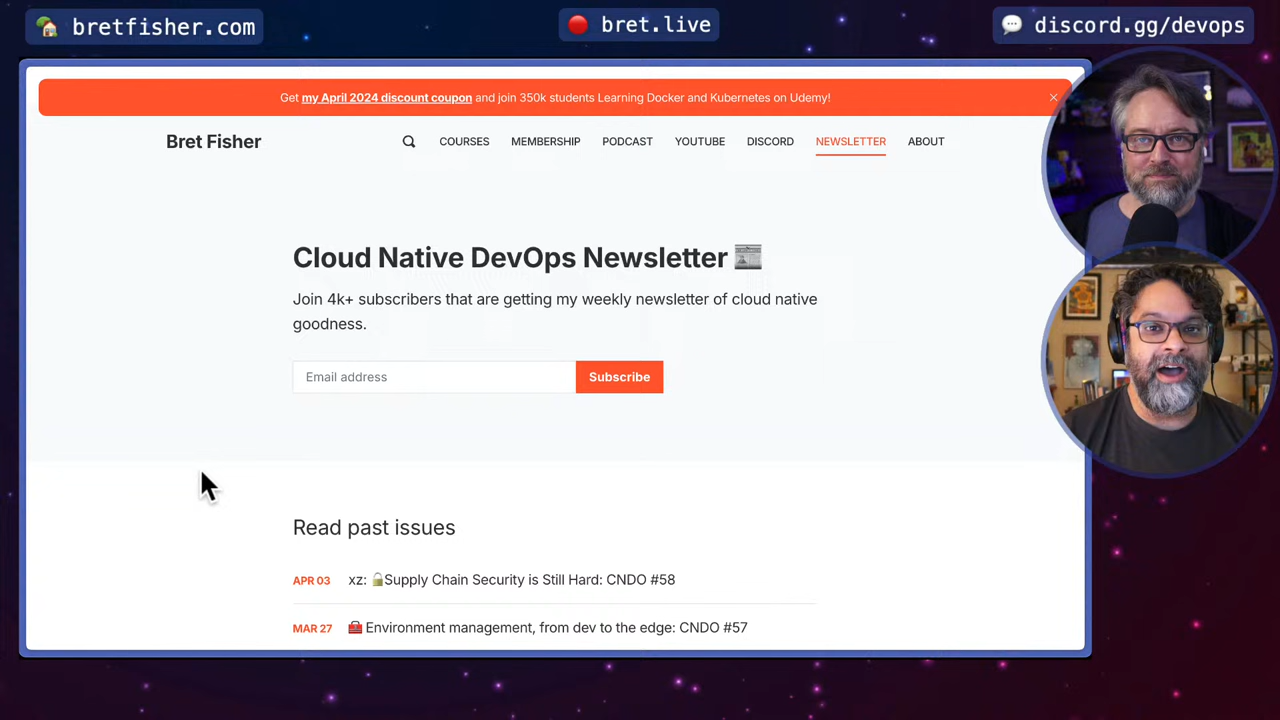 bretfisher.com
bret.live
discord.gg/devops
Get my April 2024 discount coupon and join 350k students Learning Docker and Kubernetes on Udemy!
Bret Fisher
COURSES MEMBERSHIP PODCAST YOUTUBE DISCORD NEWSLETTER ABOUT
Cloud Native DevOps Newsletter
Join 4k+ subscribers that are getting my weekly newsletter of cloud native
goodness.
Email address Subscribe
Read past issues
APR 03 xz: 🔒Supply Chain Security is Still Hard: CNDO #58
MAR 27 🧰 Environment management, from dev to the edge: CNDO #57